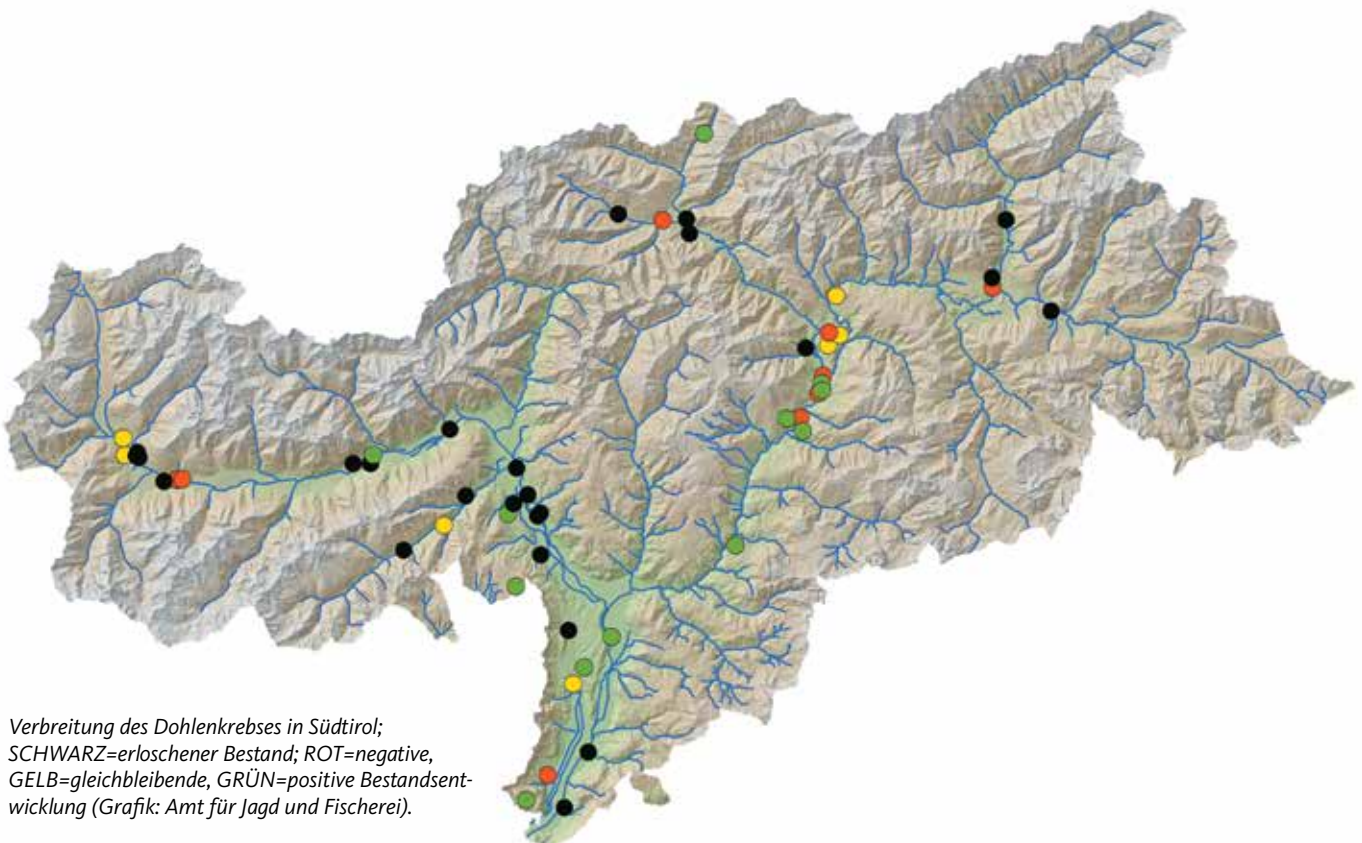 Verbreitung des Dohlenkrebses in Südtirol;
SCHWARZ=erloschener Bestand; ROT=negative,
GELB=gleichbleibende, GRÜN=positive Bestandsent-
wicklung (Grafik: Amt für Jagd und Fischerei).